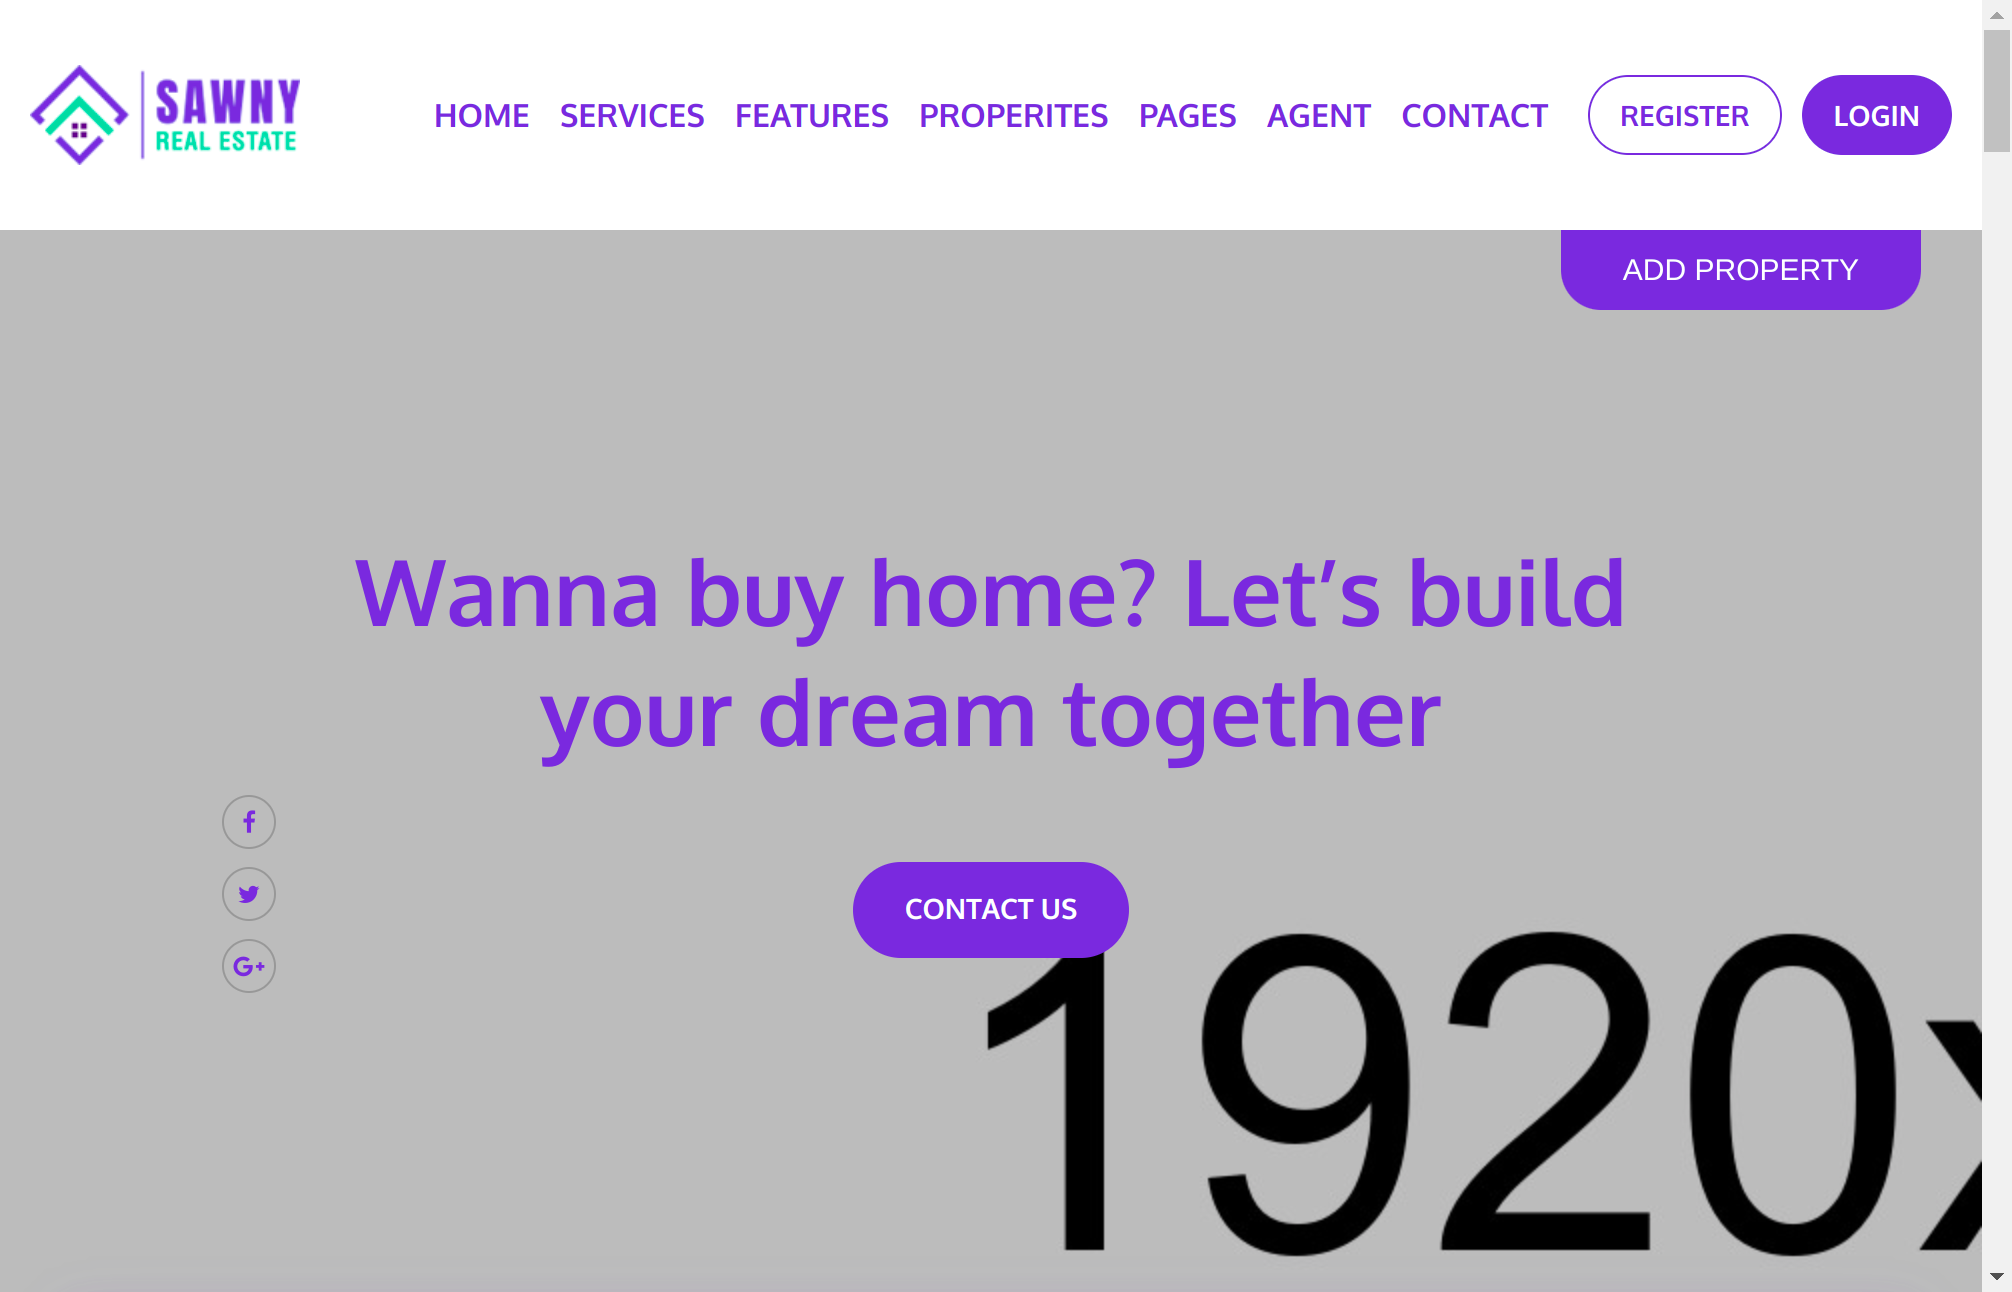 SAWNY
REAL ESTATE
HOME SERVICES FEATURES PROPERITES PAGES AGENT CONTACT REGISTER LOGIN
ADD PROPERTY
Wanna buy home? Let’s build
your dream together
CONTACT US
1920x